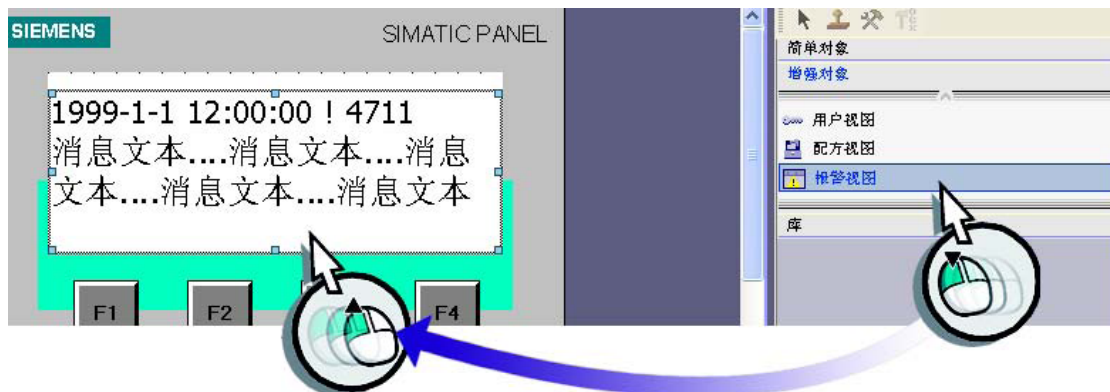 SIEMENS
SIMATIC PANEL
1999-1-1 12:00:00 ! 4711
消息文本....消息文本....消息
文本....消息文本....消息文本
F1
F2
F4
简单对象
增强对象
用户视图
配方视图
报警视图
库